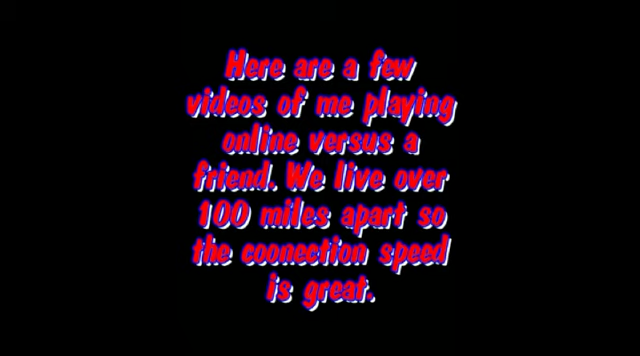 Here are a few
videos of me playing
online versus a
friend. We live over
100 miles apart so
the coonection speed
is great.